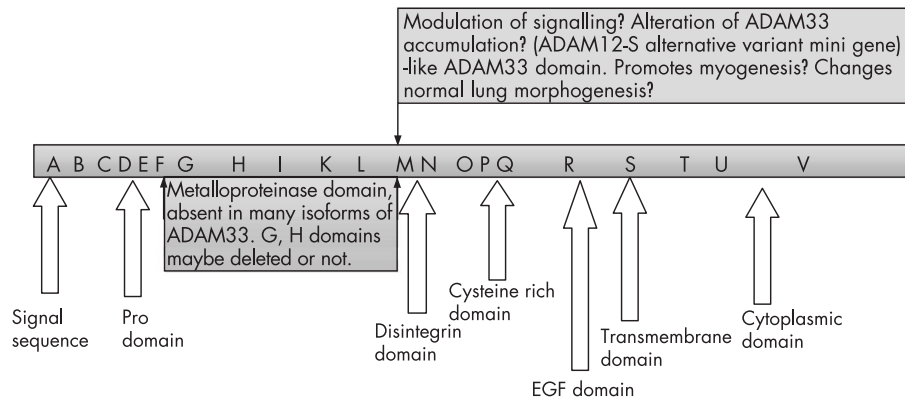 Modulation of signalling? Alteration of ADAM33
accumulation? (ADAM12-S alternative variant mini gene)
-like ADAM33 domain. Promotes myogenesis? Changes
normal lung morphogenesis?
A B C D E F G H I K L M N O P Q R S T U V
Metalloproteinase domain,
absent in many isoforms of
ADAM33. G, H domains
maybe deleted or not.
Signal
sequence
Pro
domain
Disintegrin
domain
Cysteine rich
domain
EGF domain
Transmembrane
domain
Cytoplasmic
domain